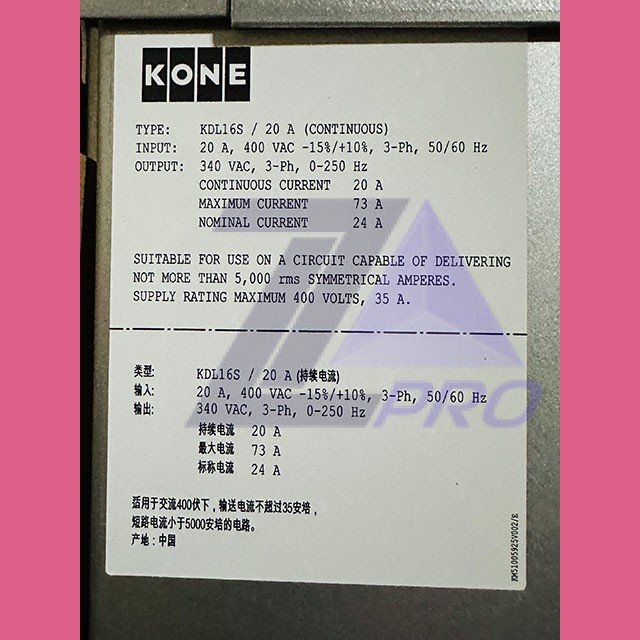 KONE
TYPE: KDL16S / 20 A (CONTINUOUS)
INPUT: 20 A, 400 VAC -15%/+10%, 3-Ph, 50/60 Hz
OUTPUT: 340 VAC, 3-Ph, 0-250 Hz
CONTINUOUS CURRENT 20 A
MAXIMUM CURRENT 73 A
NOMINAL CURRENT 24 A
SUITABLE FOR USE ON A CIRCUIT CAPABLE OF DELIVERING
NOT MORE THAN 5,000 rms SYMMETRICAL AMPERES.
SUPPLY RATING MAXIMUM 400 VOLTS, 35 A.
类型: KDL16S / 20 A (持续电流)
输入: 20 A, 400 VAC -15%/+10%, 3-Ph, 50/60 Hz
输出: 340 VAC, 3-Ph, 0-250 Hz
持续电流 20 A
最大电流 73 A
标称电流 24 A
适用于交流400伏下，输送电流不超过35安培，
短路电流小于5000安培的电路。
产地：中国
KM51005925V002/E
PRO